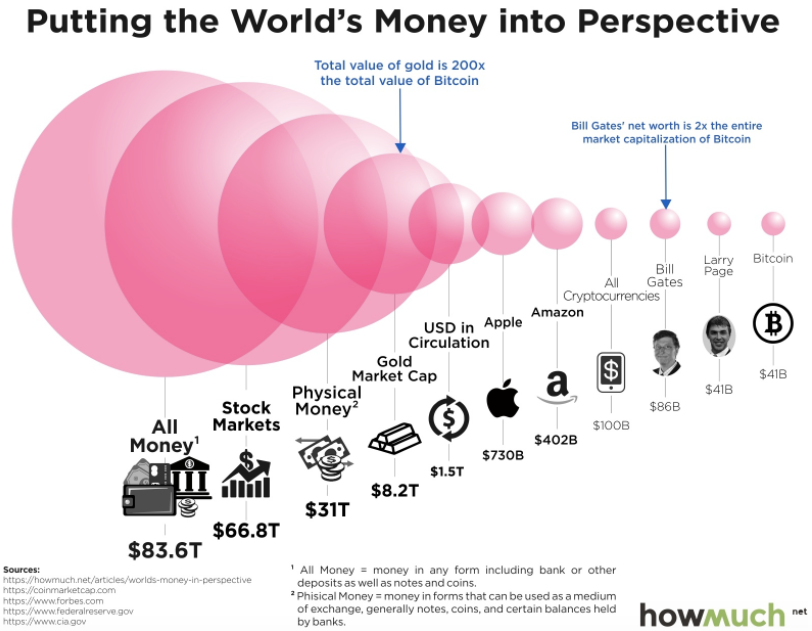 Putting the World's Money into Perspective
Total value of gold is 200x
the total value of Bitcoin
Bill Gates' net worth is 2x the entire
market capitalization of Bitcoin
All
Money¹
$83.6T
Stock
Markets
$66.8T
Physical
Money²
$31T
Gold
Market Cap
$8.2T
USD in
Circulation
$
$1.5T
Apple
$730B
Amazon
a
$402B
All
Cryptocurrencies
$
$100B
Bill
Gates
$86B
Larry
Page
$41B
Bitcoin
₿
$41B
Sources:
https://howmuch.net/articles/worlds-money-in-perspective
https://coinmarketcap.com
https://www.forbes.com
https://www.federalreserve.gov
https://www.cia.gov
¹ All Money = money in any form including bank or other
deposits as well as notes and coins.
² Phisical Money = money in forms that can be used as a medium
of exchange, generally notes, coins, and certain balances held
by banks.
howmuch net